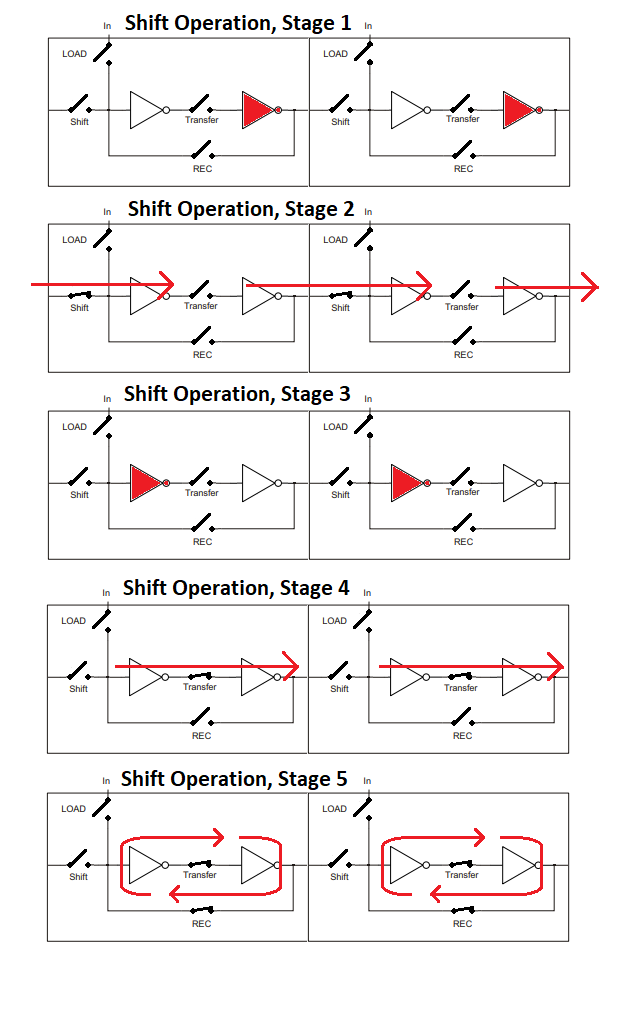 Shift Operation, Stage 1
In In
LOAD LOAD
Shift Transfer Shift Transfer
REC REC
Shift Operation, Stage 2
In In
LOAD LOAD
Shift Transfer Shift Transfer
REC REC
Shift Operation, Stage 3
In In
LOAD LOAD
Shift Transfer Shift Transfer
REC REC
Shift Operation, Stage 4
In In
LOAD LOAD
Shift Transfer Shift Transfer
REC REC
Shift Operation, Stage 5
In In
LOAD LOAD
Shift Transfer Shift Transfer
REC REC